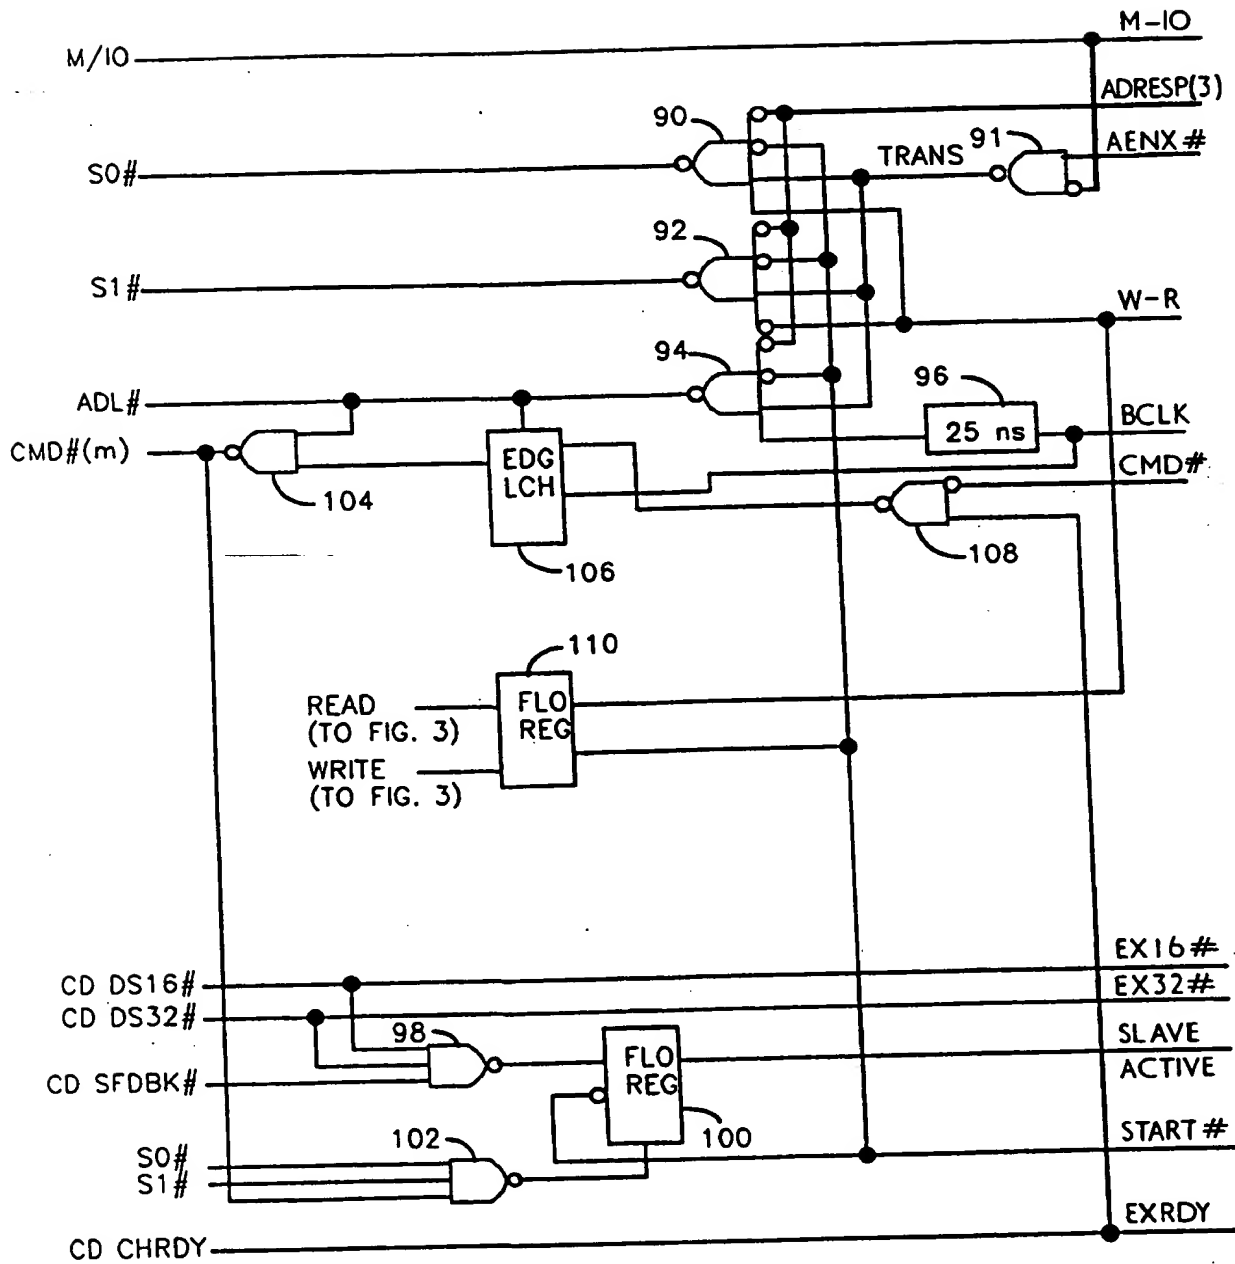 M/IO
M-IO
ADRESP(3)
90
TRANS
91
AENX#
S0#
92
S1#
W-R
94
96
ADL#
25 ns
BCLK
CMD#(m)
EDG
LCH
CMD#
104
106
108
110
READ
(TO FIG. 3)
FLO
REG
WRITE
(TO FIG. 3)
CD DS16#
EX16#
CD DS32#
EX32#
98
FLO
REG
SLAVE
ACTIVE
CD SFDBK#
100
102
START#
S0#
S1#
EXRDY
CD CHRDY